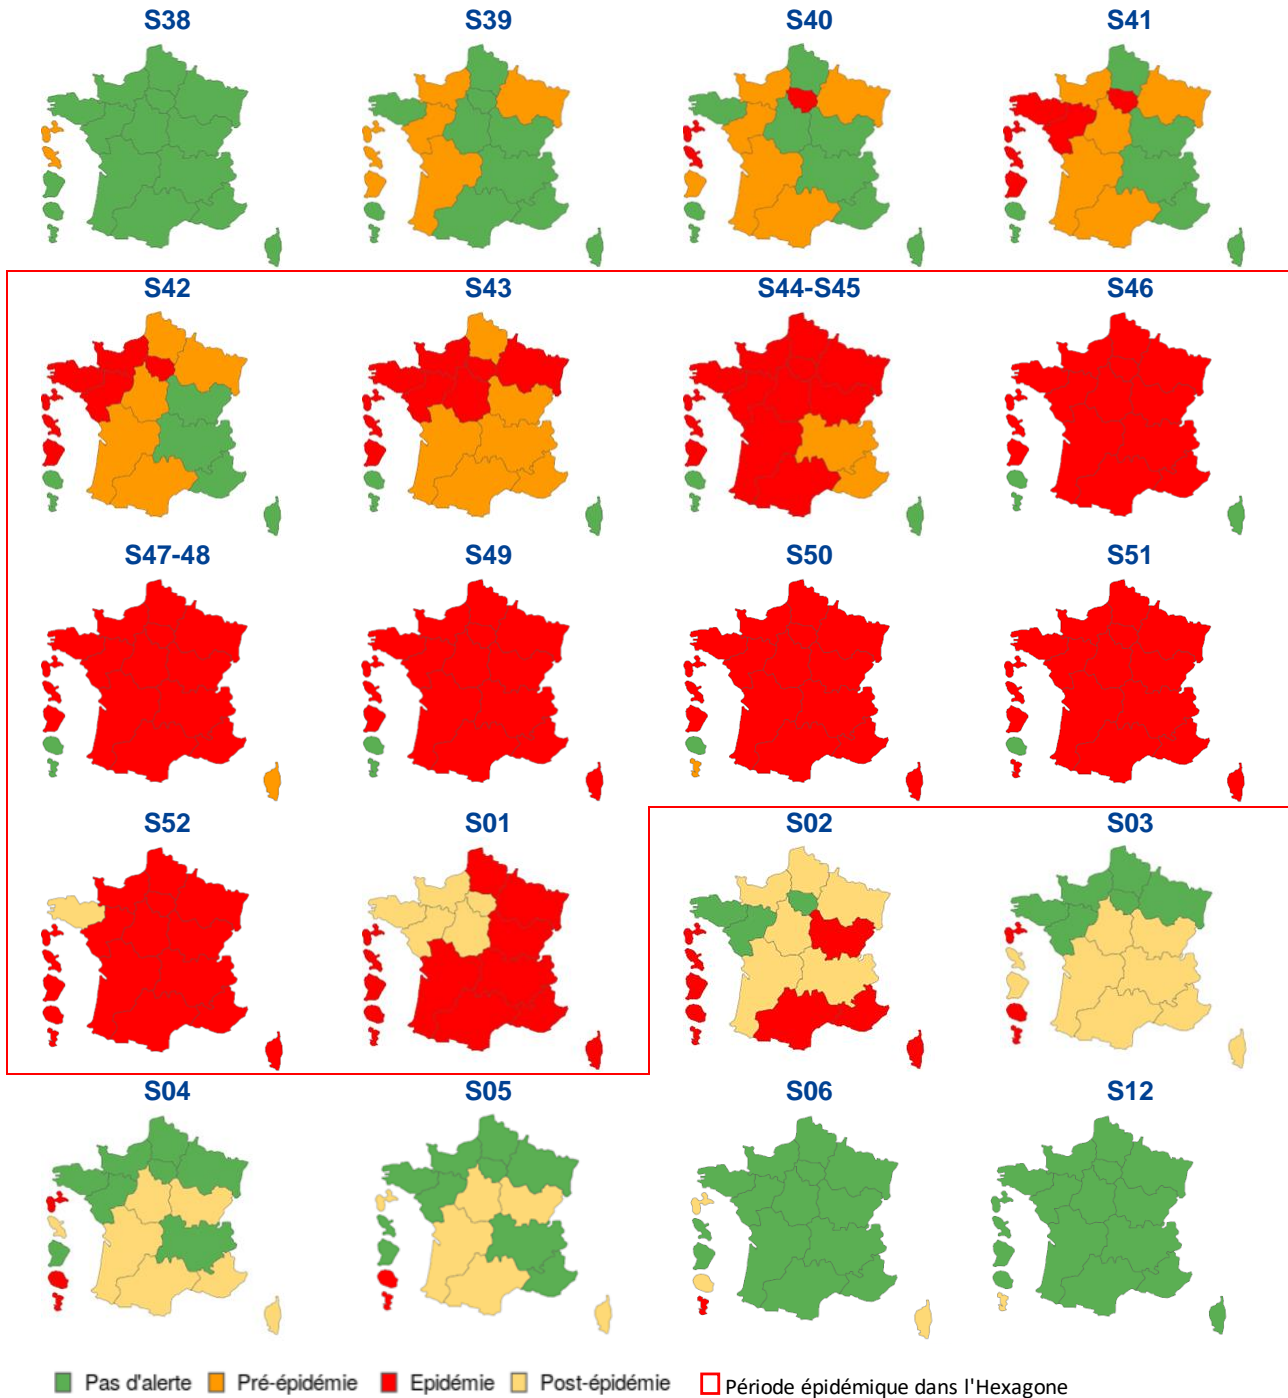 S38 S39 S40 S41
S42 S43 S44-S45 S46
S47-48 S49 S50 S51
S52 S01 S02 S03
S04 S05 S06 S12
Pas d'alerte Pré-épidémie Epidémie Post-épidémie Période épidémique dans l'Hexagone